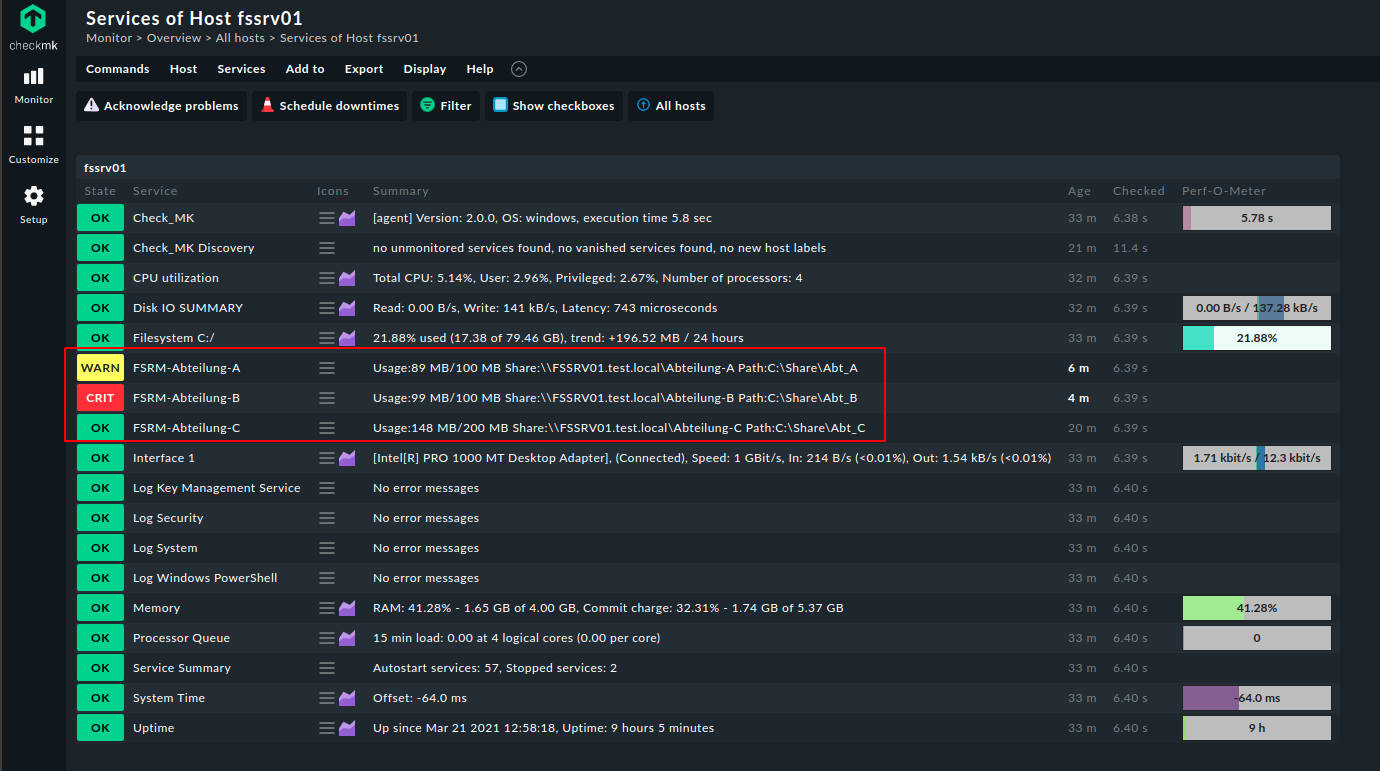 checkmk
Monitor
Customize
Setup
Services of Host fssrv01
Monitor > Overview > All hosts > Services of Host fssrv01
Commands Host Services Add to Export Display Help
Acknowledge problems Schedule downtimes Filter Show checkboxes All hosts
fssrv01
State Service Icons Summary Age Checked Perf-O-Meter
OK Check_MK [agent] Version: 2.0.0, OS: windows, execution time 5.8 sec 33 m 6.38 s 5.78 s
OK Check_MK Discovery no unmonitored services found, no vanished services found, no new host labels 21 m 11.4 s
OK CPU utilization Total CPU: 5.14%, User: 2.96%, Privileged: 2.67%, Number of processors: 4 32 m 6.39 s
OK Disk IO SUMMARY Read: 0.00 B/s, Write: 141 kB/s, Latency: 743 microseconds 32 m 6.39 s 0.00 B/s / 137.28 kB/s
OK Filesystem C:/ 21.88% used (17.38 of 79.46 GB), trend: +196.52 MB / 24 hours 33 m 6.39 s 21.88%
WARN FSRM-Abteilung-A Usage:89 MB/100 MB Share:\\FSSRV01.test.local\Abteilung-A Path:C:\Share\Abt_A 6 m 6.39 s
CRIT FSRM-Abteilung-B Usage:99 MB/100 MB Share:\\FSSRV01.test.local\Abteilung-B Path:C:\Share\Abt_B 4 m 6.39 s
OK FSRM-Abteilung-C Usage:148 MB/200 MB Share:\\FSSRV01.test.local\Abteilung-C Path:C:\Share\Abt_C 20 m 6.39 s
OK Interface 1 [Intel[R] PRO 1000 MT Desktop Adapter], (Connected), Speed: 1 GBit/s, In: 214 B/s (<0.01%), Out: 1.54 kB/s (<0.01%) 33 m 6.39 s 1.71 kbit/s / 12.3 kbit/s
OK Log Key Management Service No error messages 33 m 6.40 s
OK Log Security No error messages 33 m 6.40 s
OK Log System No error messages 33 m 6.40 s
OK Log Windows PowerShell No error messages 33 m 6.40 s
OK Memory RAM: 41.28% - 1.65 GB of 4.00 GB, Commit charge: 32.31% - 1.74 GB of 5.37 GB 33 m 6.40 s 41.28%
OK Processor Queue 15 min load: 0.00 at 4 logical cores (0.00 per core) 33 m 6.40 s 0
OK Service Summary Autostart services: 57, Stopped services: 2 33 m 6.40 s
OK System Time Offset: -64.0 ms 33 m 6.40 s -64.0 ms
OK Uptime Up since Mar 21 2021 12:58:18, Uptime: 9 hours 5 minutes 33 m 6.40 s 9 h